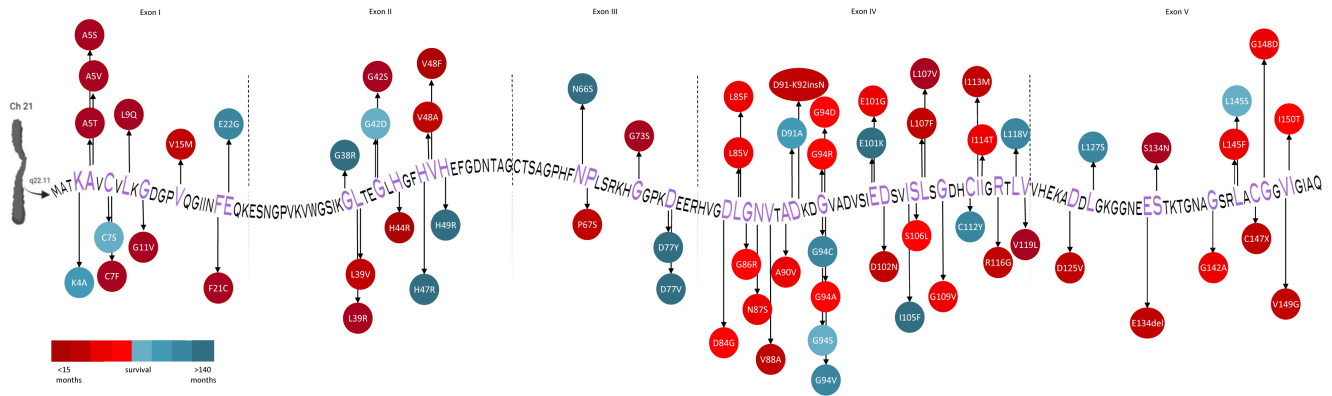 Exon I
Exon II
Exon III
Exon IV
Exon V
Ch 21
q22.11
A5S
A5V
A5T
L9Q
V15M
E22G
G38R
G42S
G42D
V48F
V48A
N66S
G73S
L85F
L85V
D91-K92insN
D91A
G94D
G94R
E101G
E101K
L107V
L107F
I113M
I114T
L118V
L127S
S134N
L145S
L145F
G148D
I150T
MATKAVCVLKGDGPVQGIINFEQKESNGPVKVWGSIKGLTEGLHGFHVHEFGDNTAGCTSAGPHFNPLSRKHGGPKDEERHVGDLGNVTADKDGVADVSIEDSVISLSGDHCIIGRTLVVHEKADDLGKGGNEESTKTGNAGSRLACGGVIGIAQ
K4A
C7S
C7F
G11V
F21C
L39V
L39R
H44R
H49R
H47R
P67S
D77Y
D77V
D84G
G86R
N87S
V88A
A90V
G94C
G94A
G94S
G94V
D102N
I105F
S106L
G109V
C112Y
R116G
V119L
D125V
E134del
G142A
C147X
V149G
<15
months
survival
>140
months